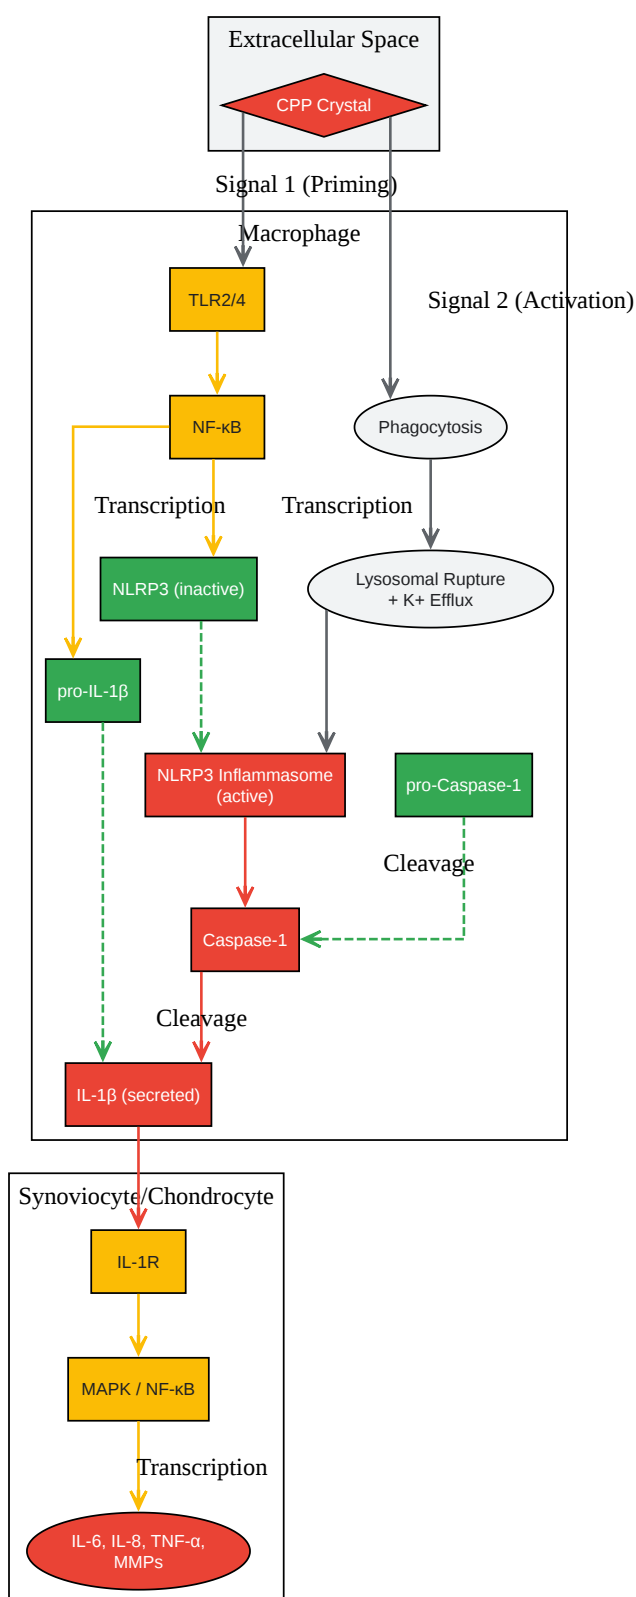 Extracellular Space
CPP Crystal
Signal 1 (Priming)
Macrophage
TLR2/4
Signal 2 (Activation)
NF-κB
Phagocytosis
Transcription
Transcription
NLRP3 (inactive)
Lysosomal Rupture
+ K+ Efflux
pro-IL-1β
NLRP3 Inflammasome
(active)
pro-Caspase-1
Cleavage
Caspase-1
Cleavage
IL-1β (secreted)
Synoviocyte/Chondrocyte
IL-1R
MAPK / NF-κB
Transcription
IL-6, IL-8, TNF-α,
MMPs